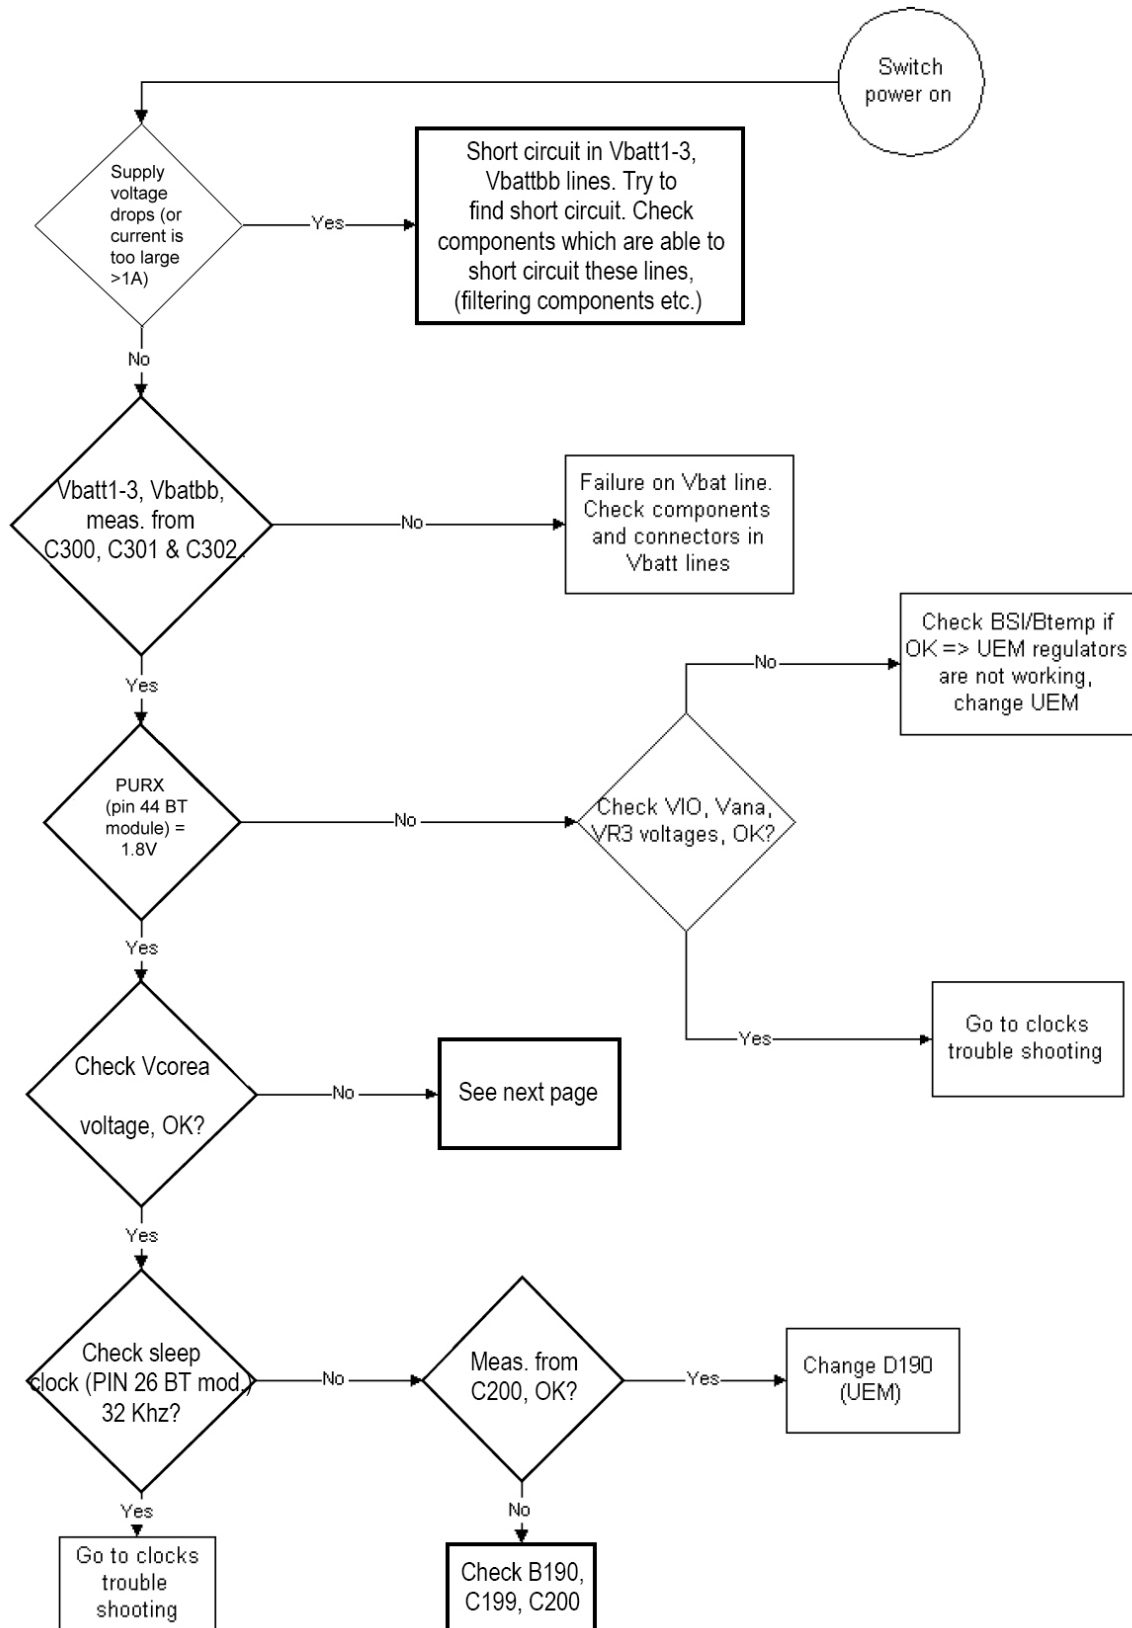 Switch
power on
Supply
voltage
drops (or
current is
too large
>1A)
Yes
Short circuit in Vbatt1-3,
Vbattbb lines. Try to
find short circuit. Check
components which are able to
short circuit these lines,
(filtering components etc.)
No
Vbatt1-3, Vbatbb,
meas. from
C300, C301 & C302.
No
Failure on Vbat line.
Check components
and connectors in
Vbatt lines
Yes
Check BSI/Btemp if
OK => UEM regulators
are not working,
change UEM
No
PURX
(pin 44 BT
module) =
1.8V
No
Check VIO, Vana,
VR3 voltages, OK?
Yes
Yes
Go to clocks
trouble shooting
Check Vcorea
voltage, OK?
No
See next page
Yes
Check sleep
clock (PIN 26 BT mod.)
32 Khz?
No
Meas. from
C200, OK?
Yes
Change D190
(UEM)
Yes
No
Go to clocks
trouble
shooting
Check B190,
C199, C200